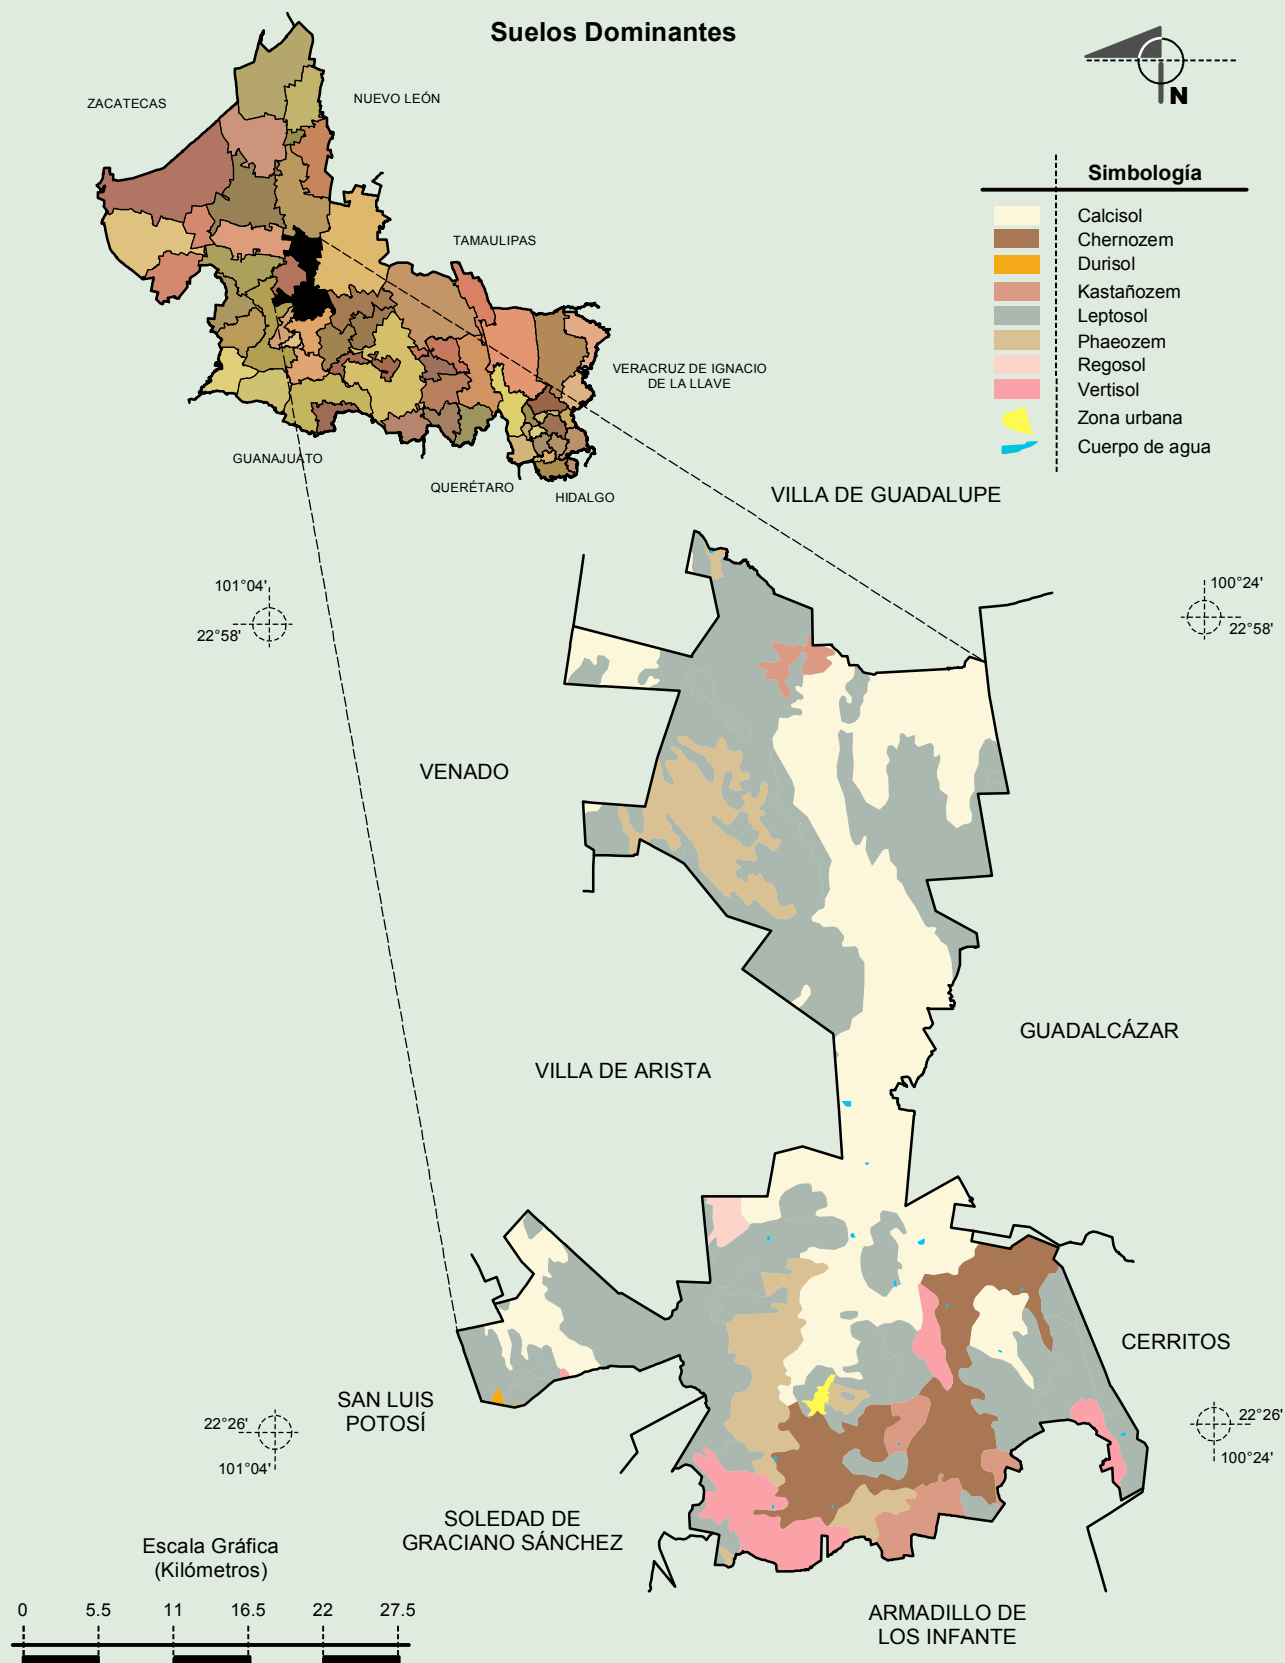 Suelos Dominantes
N
ZACATECAS
NUEVO LEÓN
TAMAULIPAS
VERACRUZ DE IGNACIO
DE LA LLAVE
GUANAJUATO
QUERÉTARO
HIDALGO
Simbología
Calcisol
Chernozem
Durisol
Kastañozem
Leptosol
Phaeozem
Regosol
Vertisol
Zona urbana
Cuerpo de agua
VILLA DE GUADALUPE
101°04'
22°58'
100°24'
22°58'
VENADO
GUADALCÁZAR
VILLA DE ARISTA
CERRITOS
SAN LUIS
POTOSÍ
22°26'
101°04'
22°26'
100°24'
SOLEDAD DE
GRACIANO SÁNCHEZ
ARMADILLO DE
LOS INFANTE
Escala Gráfica
(Kilómetros)
0 5.5 11 16.5 22 27.5